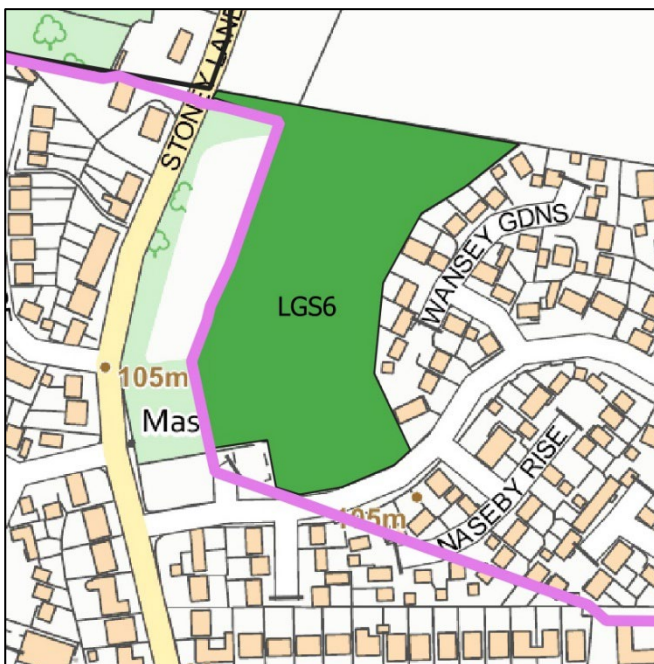 STONEY LANE
WANSEY GDNS
LGS6
105m
Mas
NASEBY RISE
105m